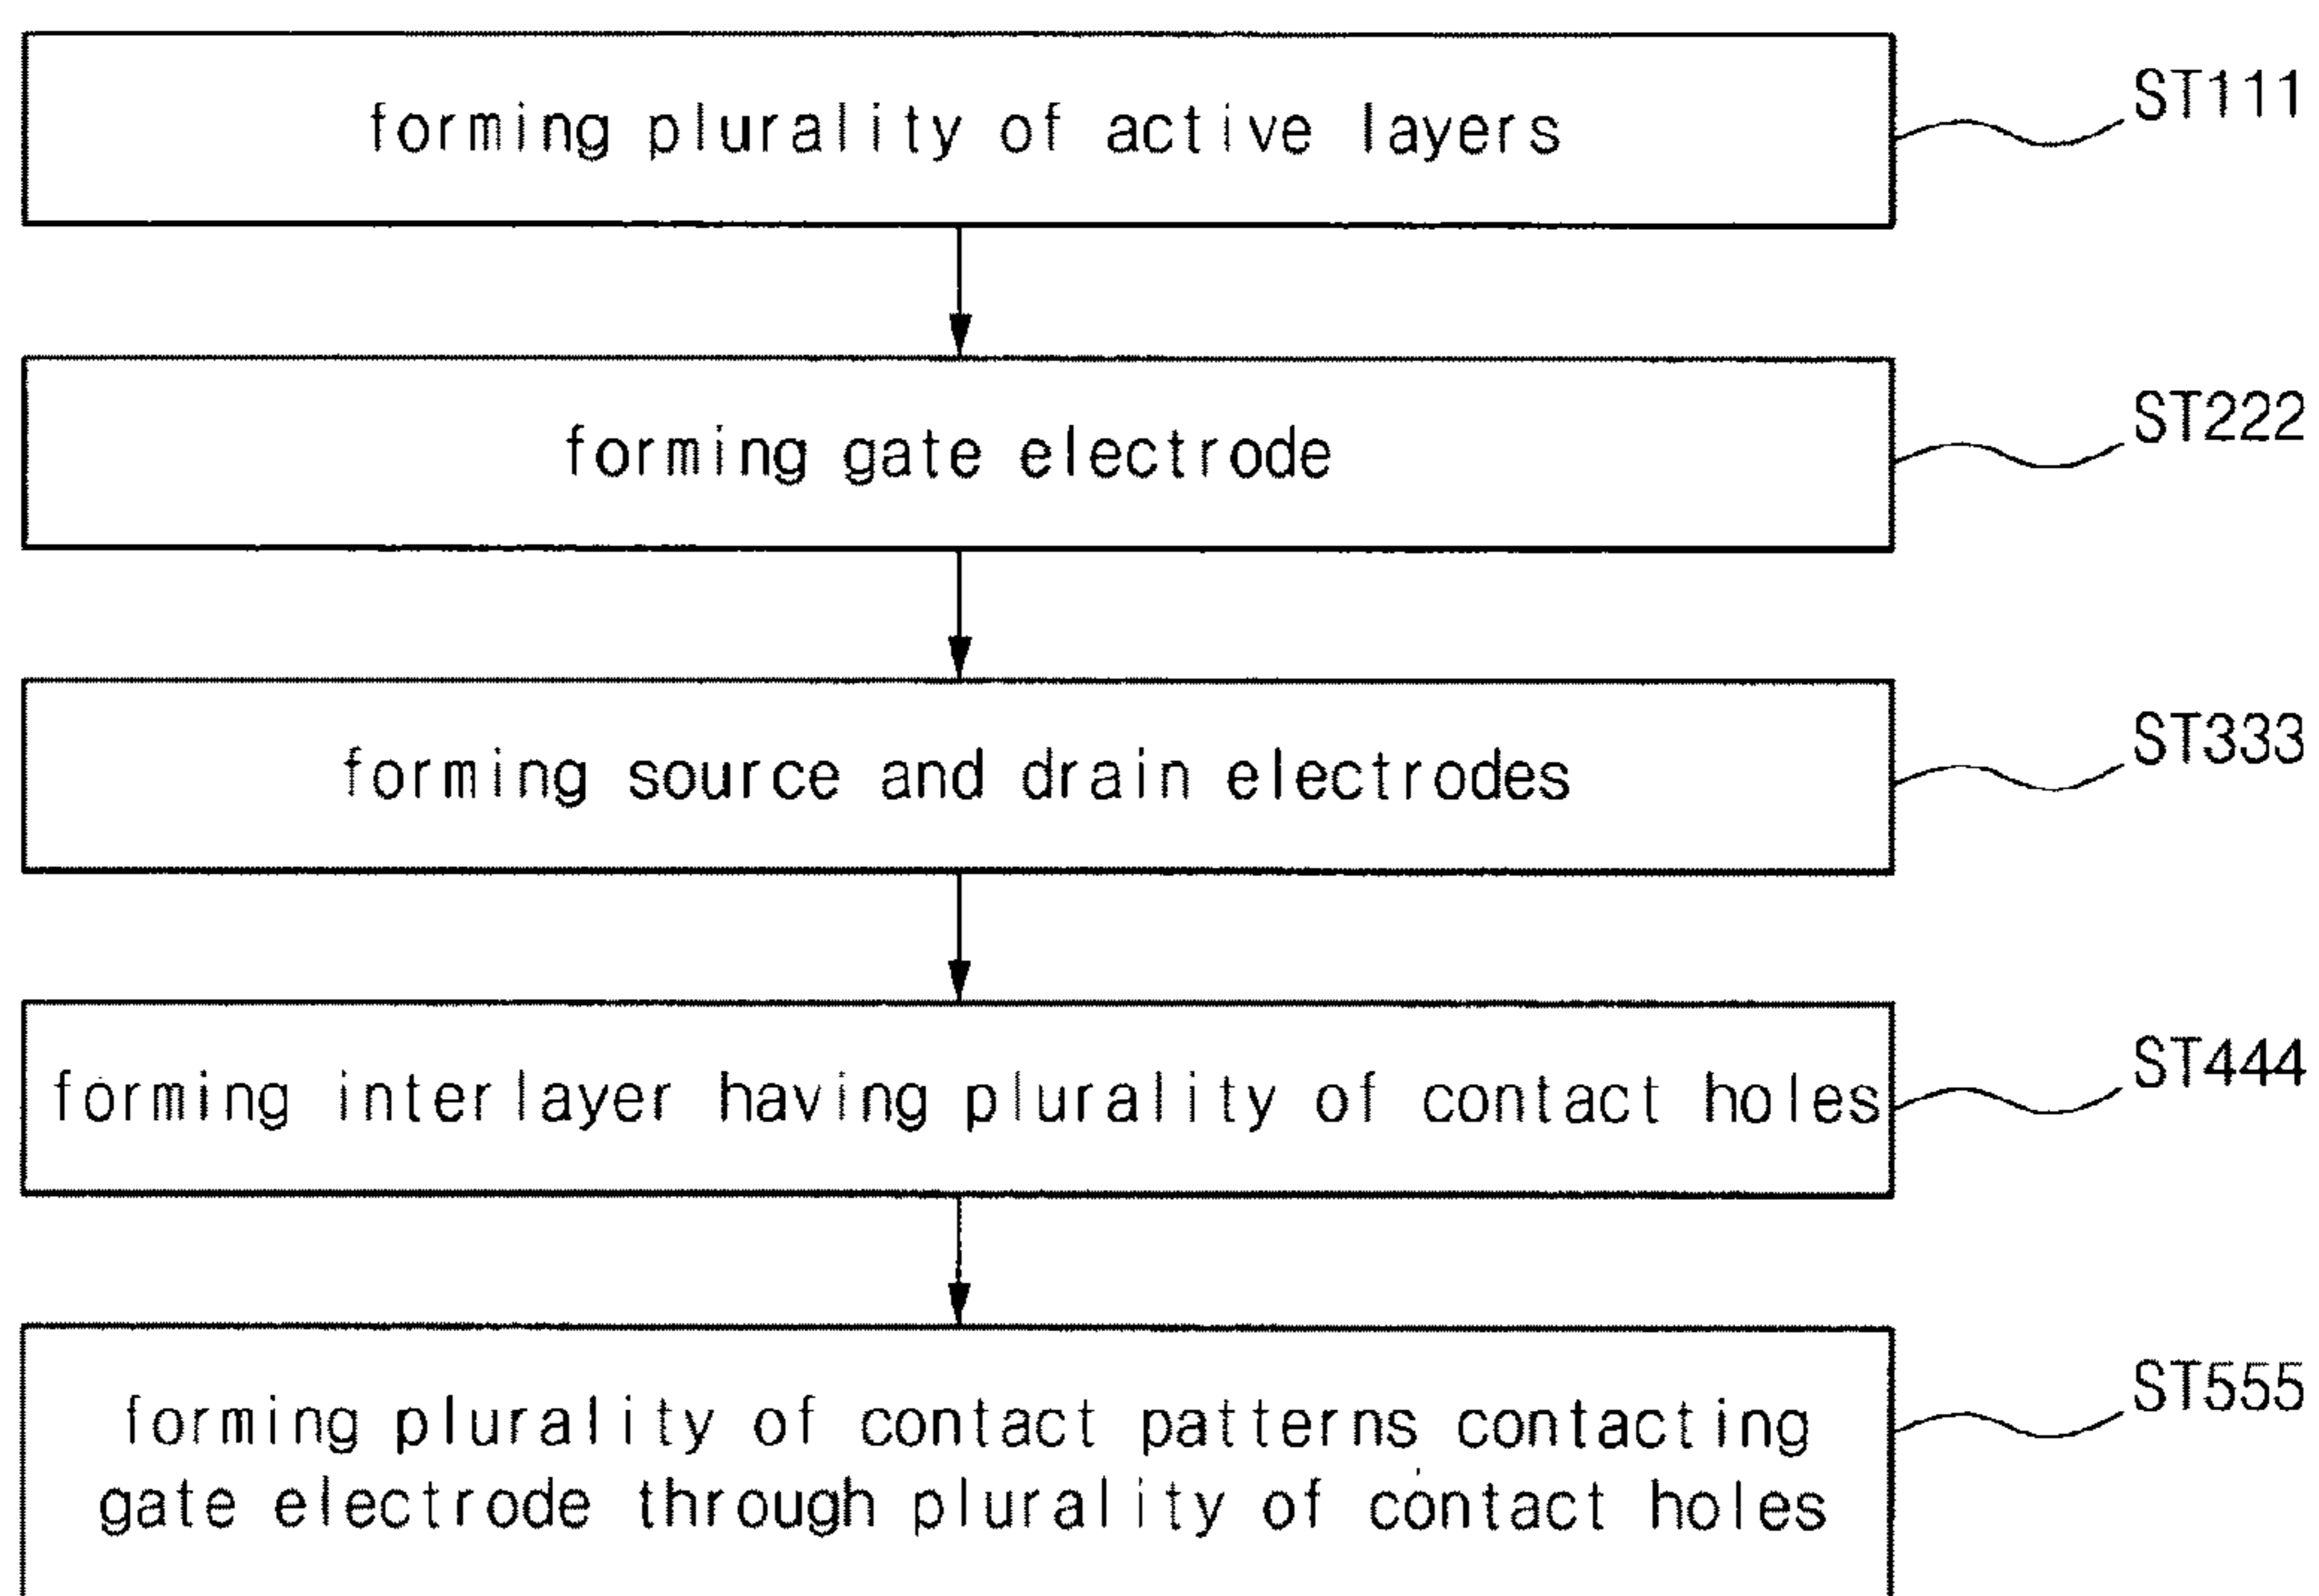 forming plurality of active layers
ST111
forming gate electrode
ST222
forming source and drain electrodes
ST333
forming interlayer having plurality of contact holes
ST444
forming plurality of contact patterns contacting
gate electrode through plurality of contact holes
ST555